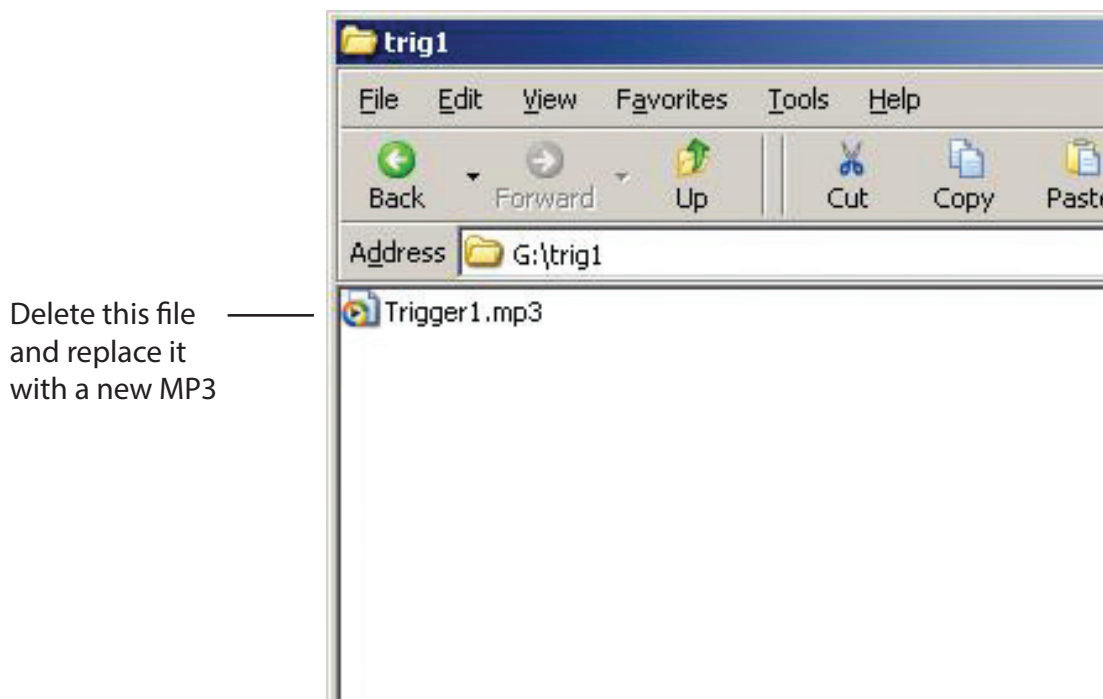 trig1
File Edit View Favorites Tools Help
Back Forward Up Cut Copy Paste
Address G:\trig1
Delete this file
and replace it
with a new MP3
Trigger1.mp3